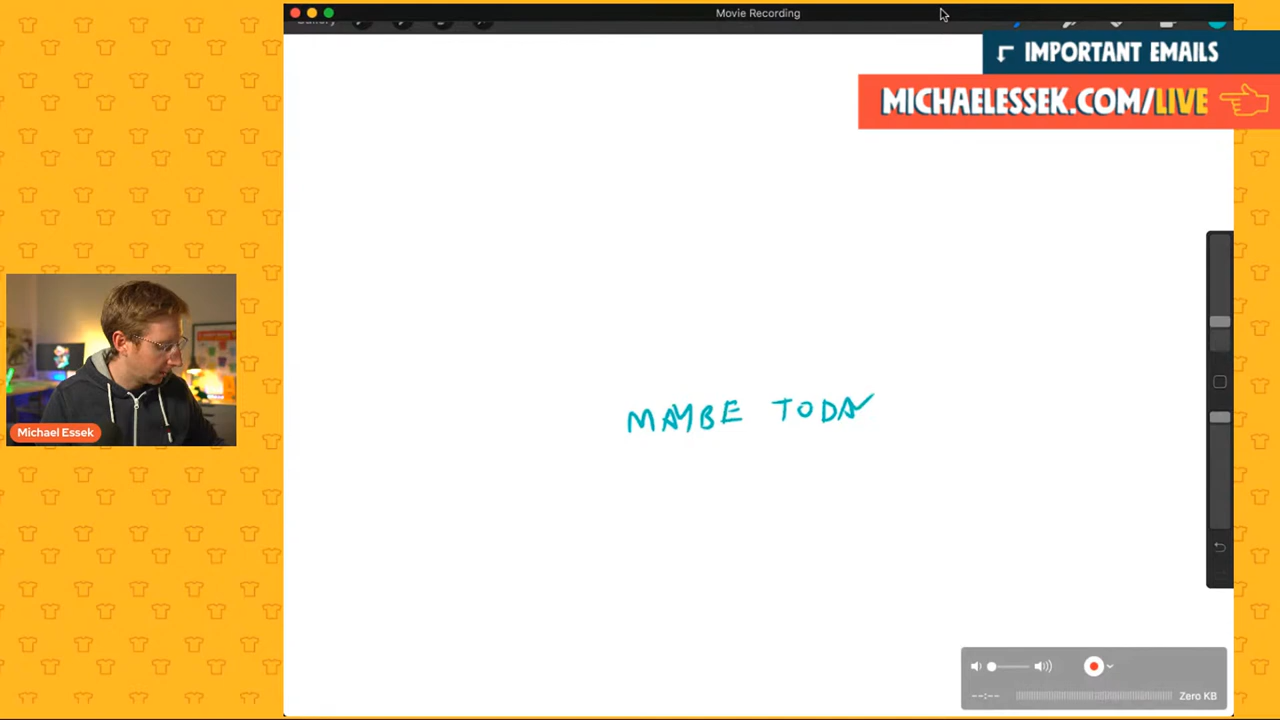 Movie Recording
IMPORTANT EMAILS
MICHAELESSEK.COM/LIVE
MAYBE TODAY
Michael Essek
--:--
Zero KB